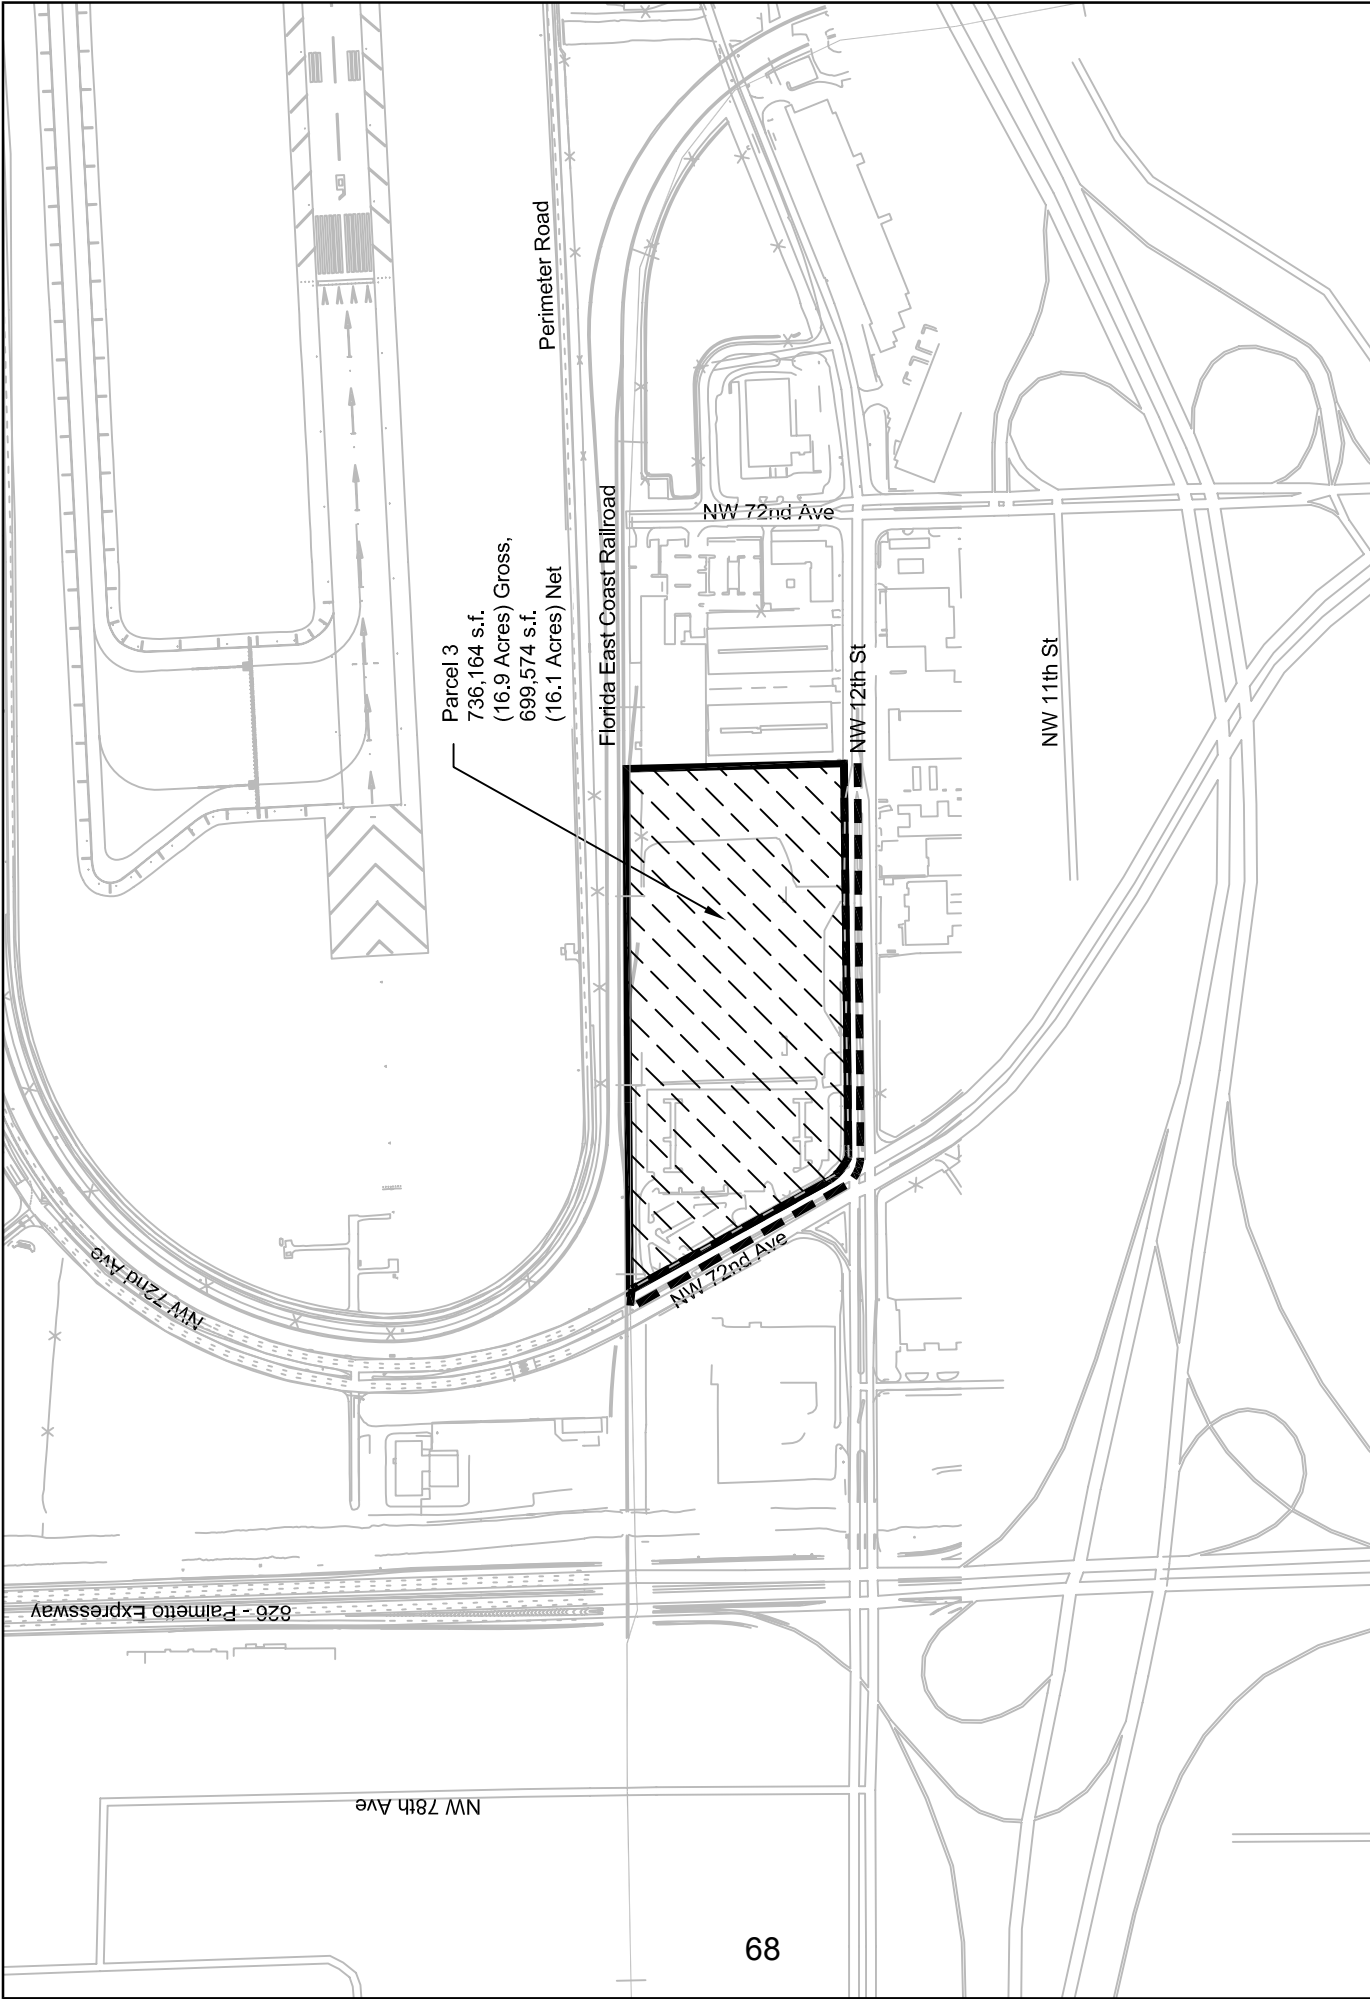 Perimeter Road
Parcel 3
736,164 s.f.
(16.9 Acres) Gross,
699,574 s.f.
(16.1 Acres) Net
Florida East Coast Railroad
NW 72nd Ave
NW 12th St
NW 11th St
NW 72nd Ave
NW 72nd Ave
826 - Palmetto Expressway
NW 78th Ave
68